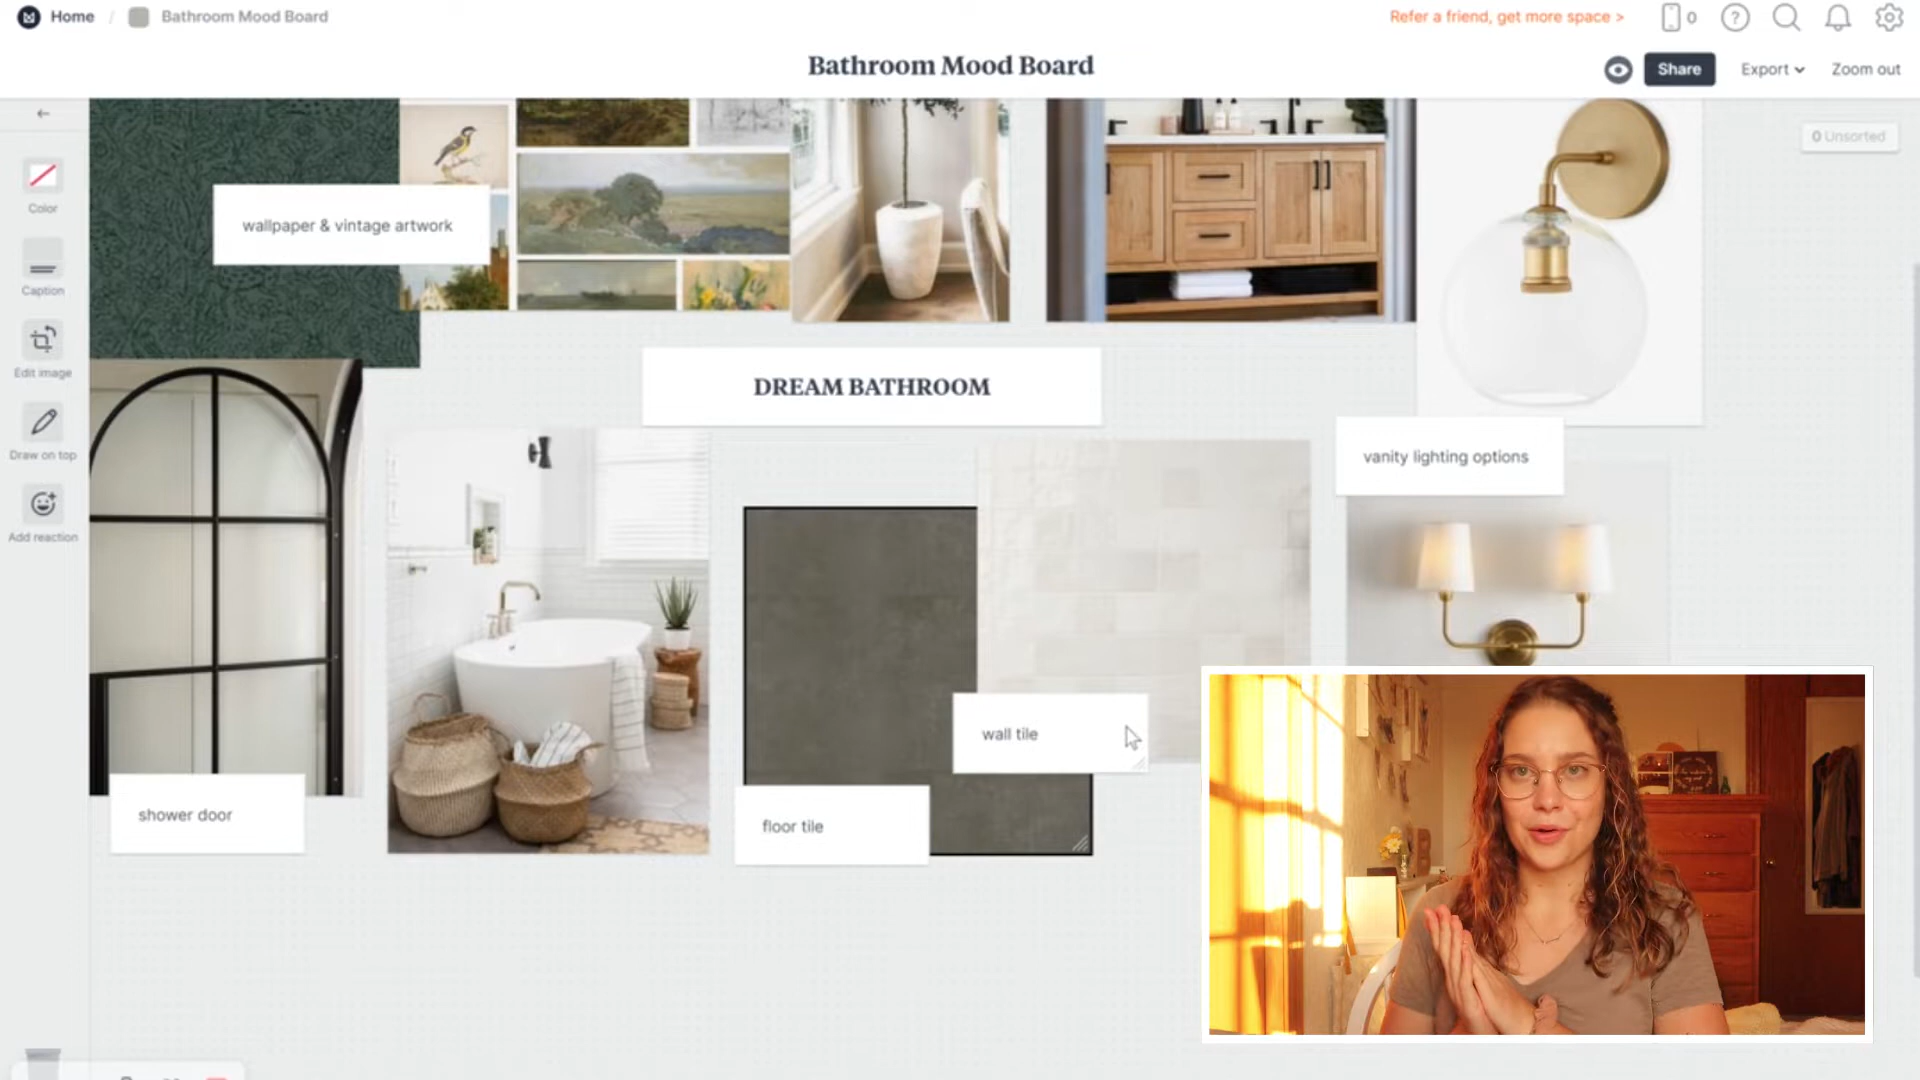 Home / Bathroom Mood Board
Refer a friend, get more space >
0
Bathroom Mood Board
Share
Export
Zoom out
0 Unsorted
Color
Caption
Edit image
Draw on top
Add reaction
wallpaper & vintage artwork
DREAM BATHROOM
vanity lighting options
wall tile
shower door
floor tile